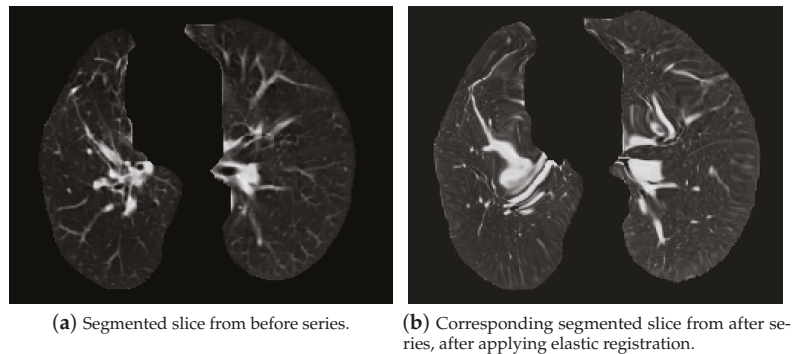 (a) Segmented slice from before series.
(b) Corresponding segmented slice from after se-
ries, after applying elastic registration.